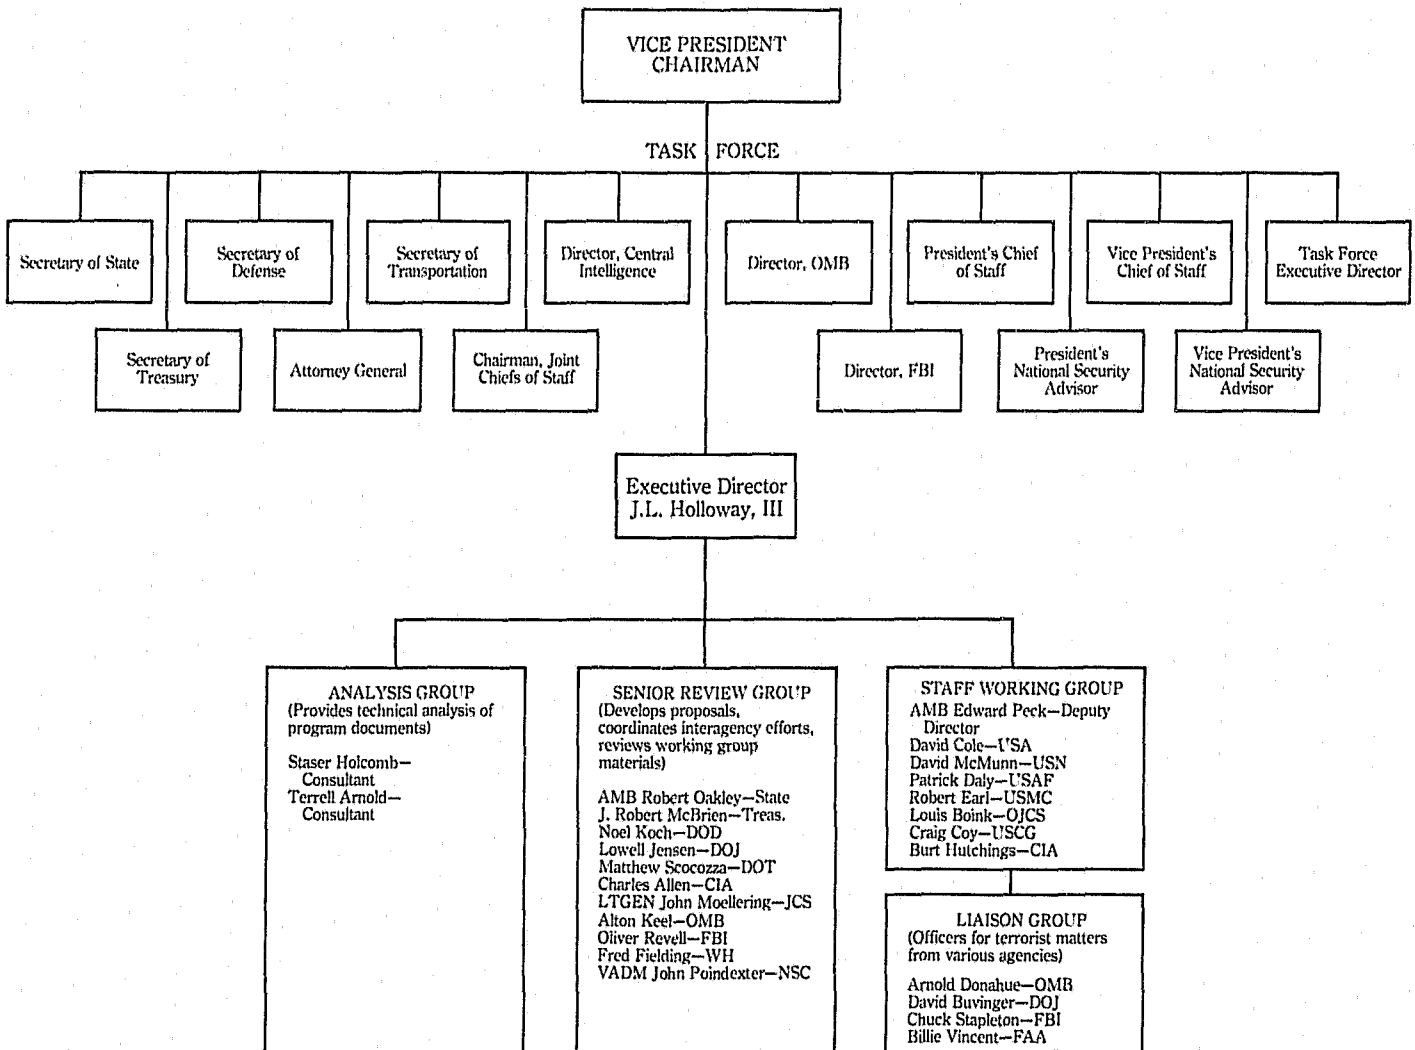 VICE PRESIDENT
CHAIRMAN
TASK FORCE
Secretary of State
Secretary of
Defense
Secretary of
Transportation
Director, Central
Intelligence
Director, OMB
President's Chief
of Staff
Vice President's
Chief of Staff
Task Force
Executive Director
Secretary of
Treasury
Attorney General
Chairman, Joint
Chiefs of Staff
Director, FBI
President's
National Security
Advisor
Vice President's
National Security
Advisor
Executive Director
J.L. Holloway, III
ANALYSIS GROUP
(Provides technical analysis of
program documents)
Staser Holcomb—
Consultant
Terrell Arnold—
Consultant
SENIOR REVIEW GROUP
(Develops proposals,
coordinates interagency efforts,
reviews working group
materials)
AMB Robert Oakley—State
J. Robert McBrien—Treas.
Noel Koch—DOD
Lowell Jensen—DOJ
Matthew Scocozza—DOT
Charles Allen—CIA
LTGEN John Moellering—JCS
Alton Keel—OMB
Oliver Revell—FBI
Fred Fielding—WH
VADM John Poindexter—NSC
STAFF WORKING GROUP
AMB Edward Peck—Deputy
Director
David Cole—USA
David McMunn—USN
Patrick Daly—USAF
Robert Earl—USMC
Louis Boink—OJCS
Craig Coy—USCG
Burt Hutchings—CIA
LIAISON GROUP
(Officers for terrorist matters
from various agencies)
Arnold Donahue—OMB
David Buvinger—DOJ
Chuck Stapleton—FBI
Billie Vincent—FAA